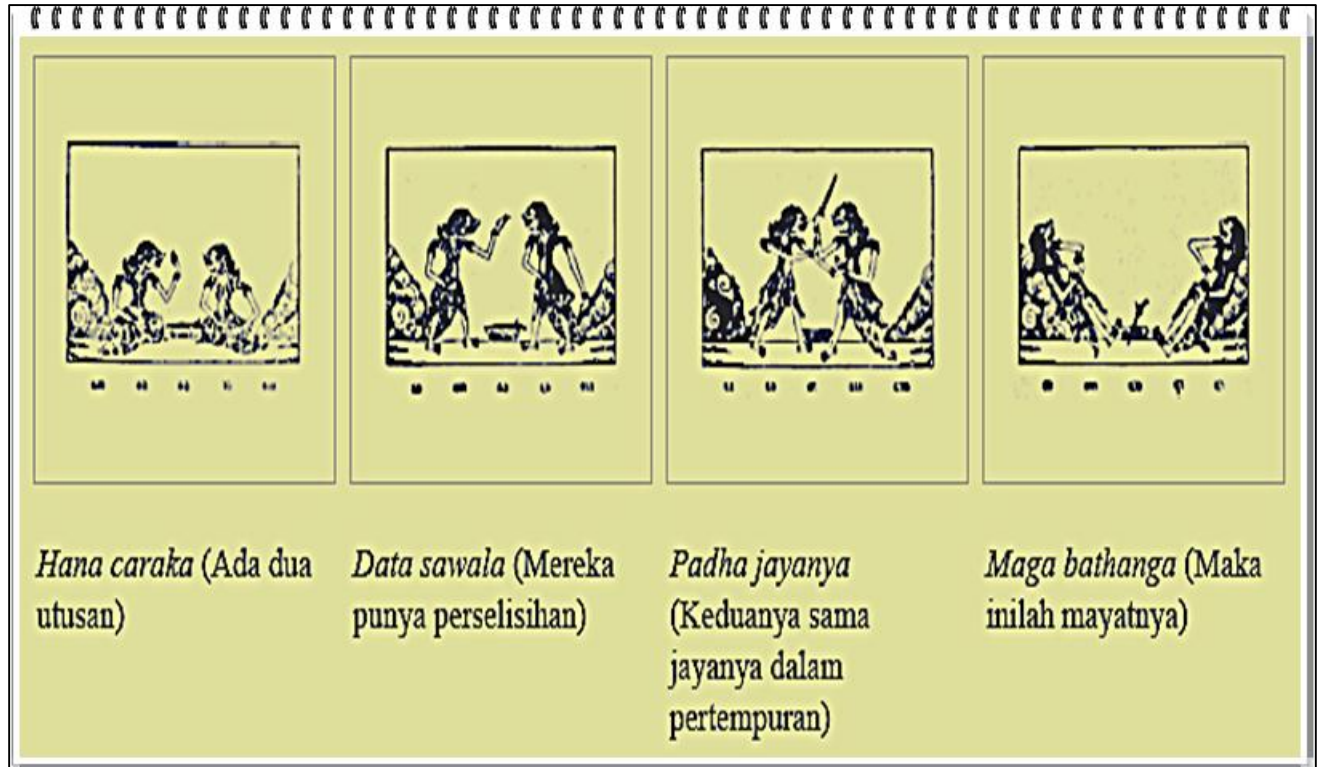 Hana caraka (Ada dua
utusan)
Data sawala (Mereka
punya perselisihan)
Padha jayanya
(Keduanya sama
jayanya dalam
pertempuran)
Maga bathanga (Maka
inilah mayatnya)